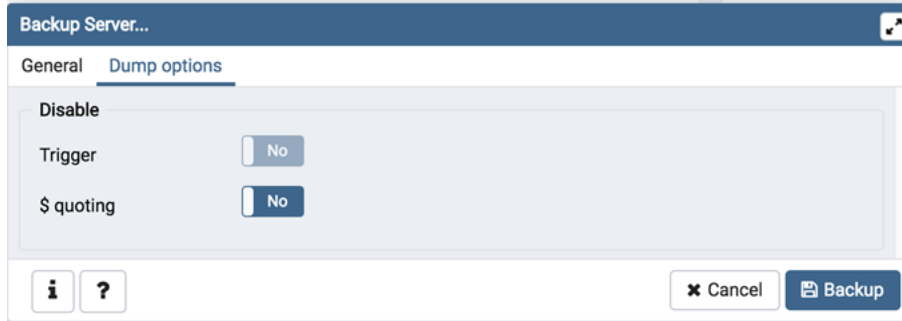 Backup Server...
General Dump options
Disable
Trigger No
$ quoting No
i ? ✖ Cancel Backup